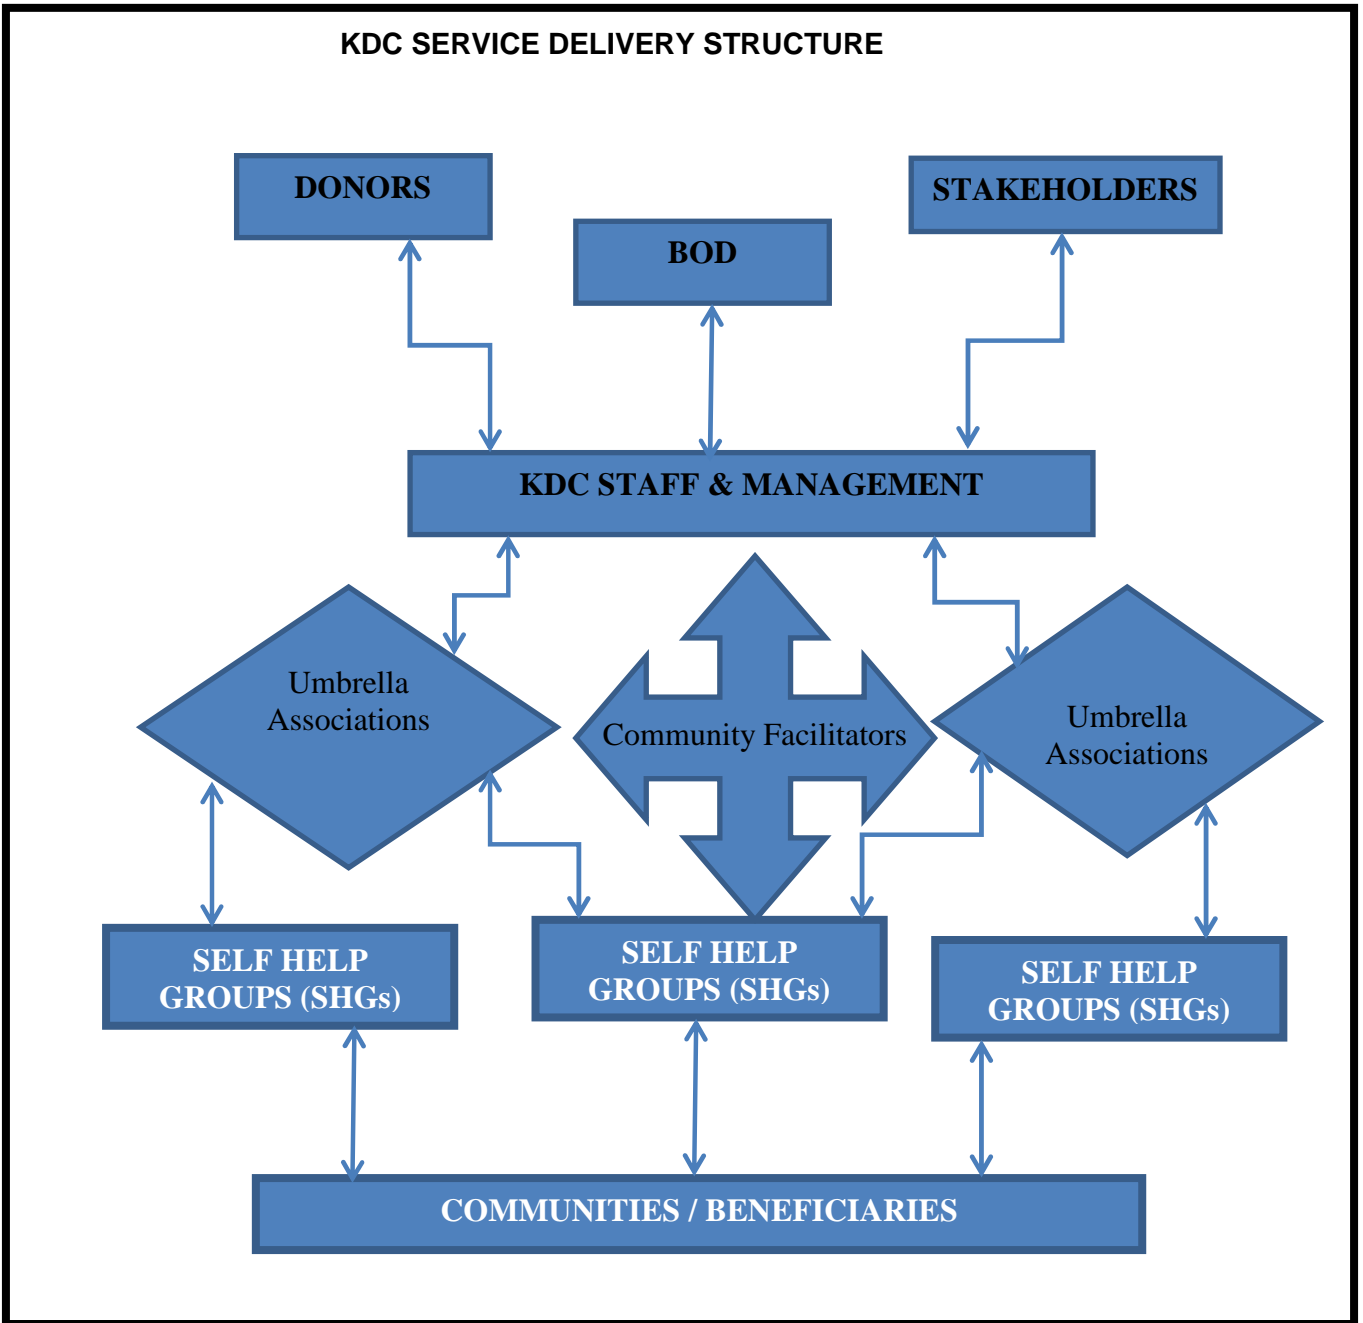 KDC SERVICE DELIVERY STRUCTURE
DONORS
STAKEHOLDERS
BOD
KDC STAFF & MANAGEMENT
Umbrella
Associations
Community Facilitators
Umbrella
Associations
SELF HELP
GROUPS (SHGs)
SELF HELP
GROUPS (SHGs)
SELF HELP
GROUPS (SHGs)
COMMUNITIES / BENEFICIARIES